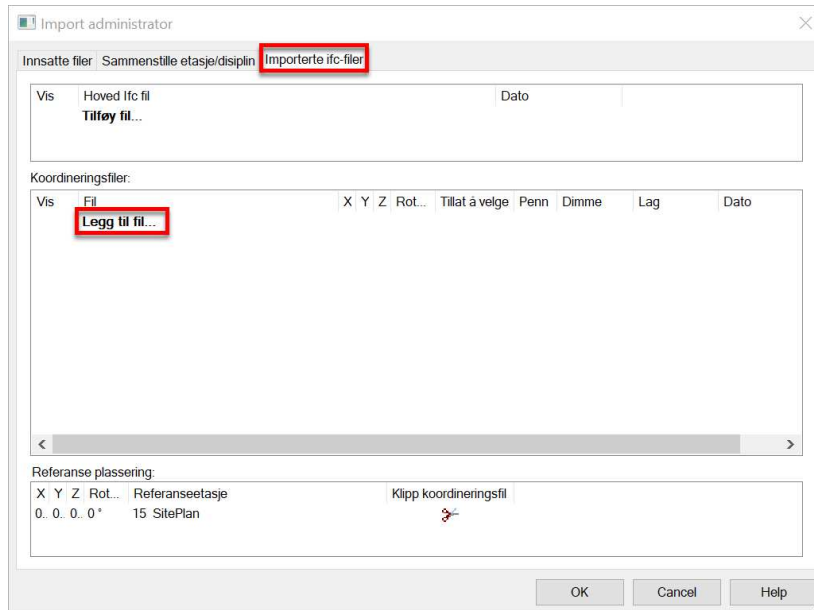 Import administrator
Innsatte filer Sammenstille etasje/disiplin Importerte ifc-filer
Vis Hoved Ifc fil Dato
Tilføy fil...
Koordineringsfiler:
Vis Fil X Y Z Rot... Tillat å velge Penn Dimme Lag Dato
Legg til fil...
Referanse plassering:
X Y Z Rot... Referanseetasje Klipp koordineringsfil
0.. 0.. 0.. 0 ° 15 SitePlan
OK Cancel Help